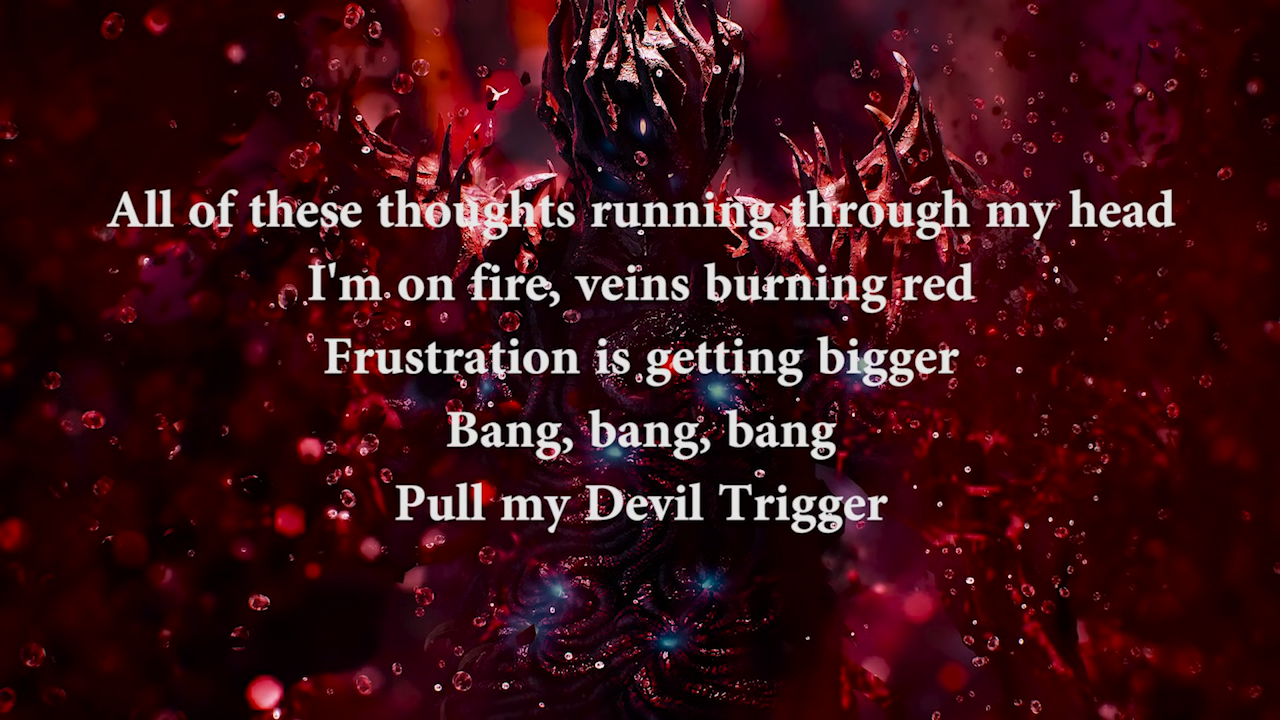 All of these thoughts running through my head
I'm on fire, veins burning red
Frustration is getting bigger
Bang, bang, bang
Pull my Devil Trigger